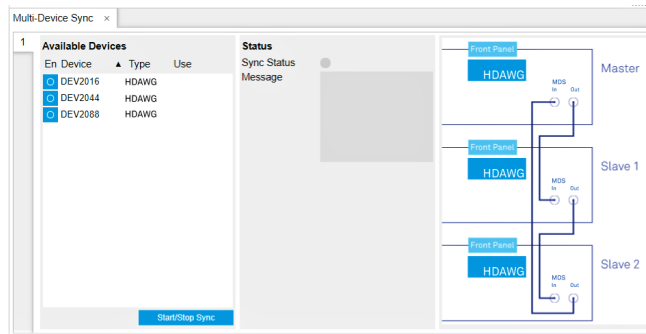 Multi-Device Sync ×
1
Available Devices
En Device ▲ Type Use
DEV2016 HDAWG
DEV2044 HDAWG
DEV2088 HDAWG
Start/Stop Sync
Status
Sync Status
Message
Front Panel
HDAWG
MDS
In Out
Master
Front Panel
HDAWG
MDS
In Out
Slave 1
Front Panel
HDAWG
MDS
In Out
Slave 2